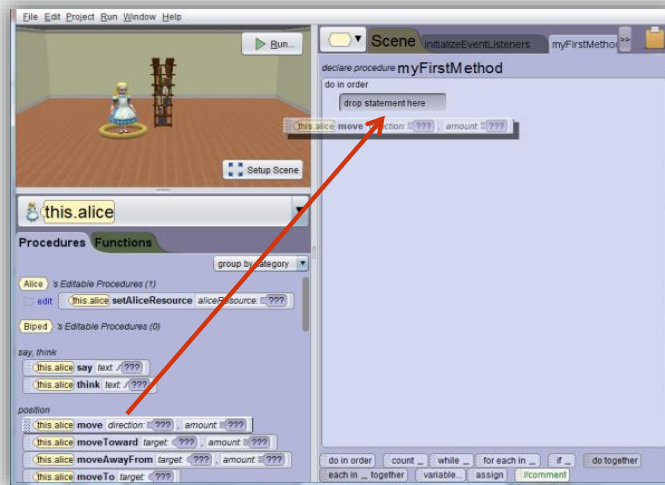 File Edit Project Run Window Help
Run...
Setup Scene
this.alice
Procedures Functions
group by category
Alice 's Editable Procedures (1)
edit this.alice setAliceResource aliceResource: ???
Biped 's Editable Procedures (0)
say, think
this.alice say text: ???
this.alice think text: ???
position
this.alice move direction: ??? , amount: ???
this.alice moveToward target: ??? , amount: ???
this.alice moveAwayFrom target: ??? , amount: ???
this.alice moveTo target: ???
Scene initializeEventListeners myFirstMethod >>
declare procedure myFirstMethod
do in order
drop statement here
this.alice move direction: ??? , amount: ???
do in order count _ while _ for each in _ if _ do together
each in _ together variable... assign //comment